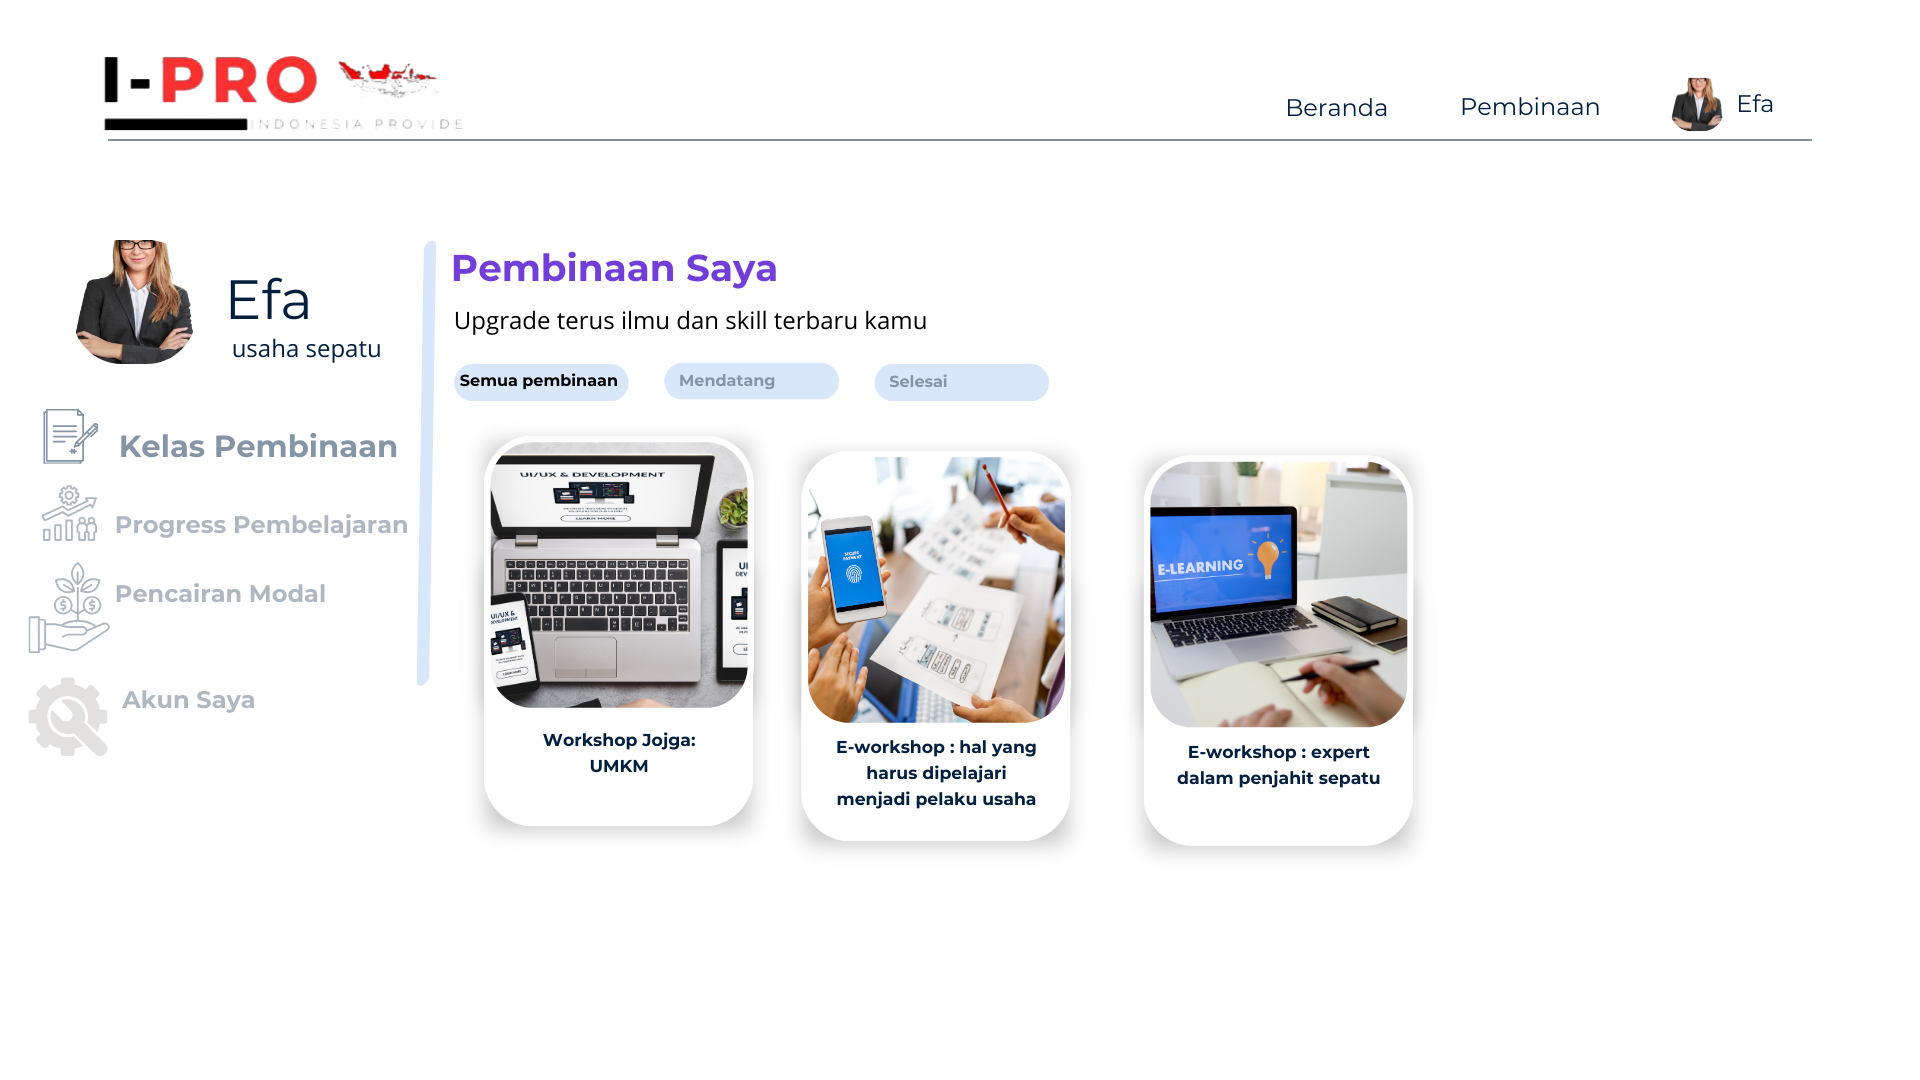 I-PRO
INDONESIA PROVIDE
Beranda
Pembinaan
Efa
Efa
usaha sepatu
Kelas Pembinaan
Progress Pembelajaran
Pencairan Modal
Akun Saya
Pembinaan Saya
Upgrade terus ilmu dan skill terbaru kamu
Semua pembinaan
Mendatang
Selesai
UI/UX & DEVELOPMENT
LEARN MORE
UI/UX &
DEVELOPMENT
Workshop Jojga:
UMKM
SECURE
PAYMENT
E-workshop : hal yang
harus dipelajari
menjadi pelaku usaha
E-LEARNING
E-workshop : expert
dalam penjahit sepatu